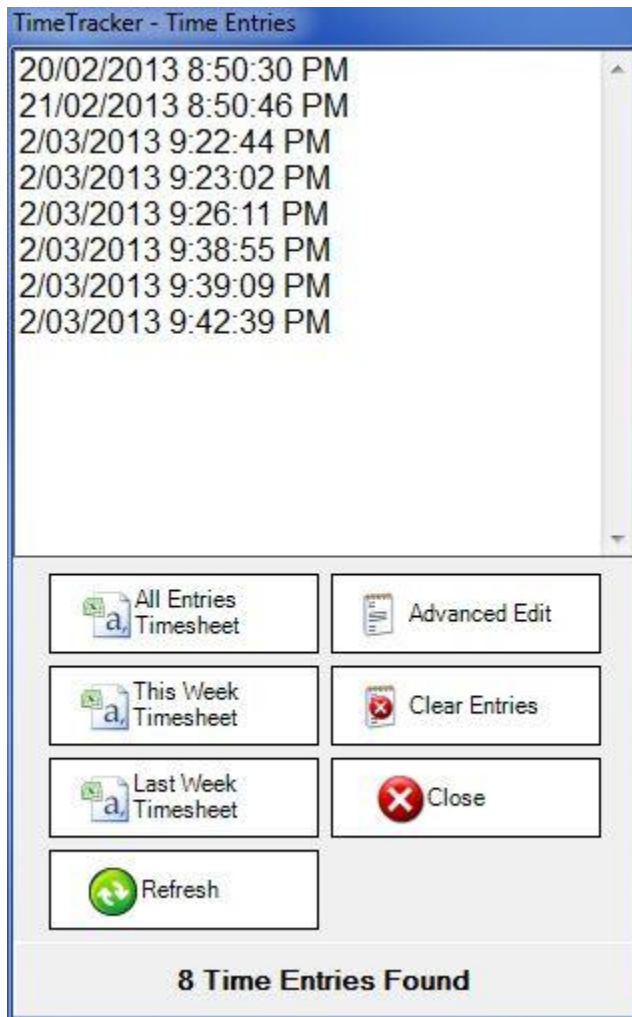 TimeTracker - Time Entries
20/02/2013 8:50:30 PM
21/02/2013 8:50:46 PM
2/03/2013 9:22:44 PM
2/03/2013 9:23:02 PM
2/03/2013 9:26:11 PM
2/03/2013 9:38:55 PM
2/03/2013 9:39:09 PM
2/03/2013 9:42:39 PM
All Entries
Timesheet
Advanced Edit
This Week
Timesheet
Clear Entries
Last Week
Timesheet
Close
Refresh
8 Time Entries Found